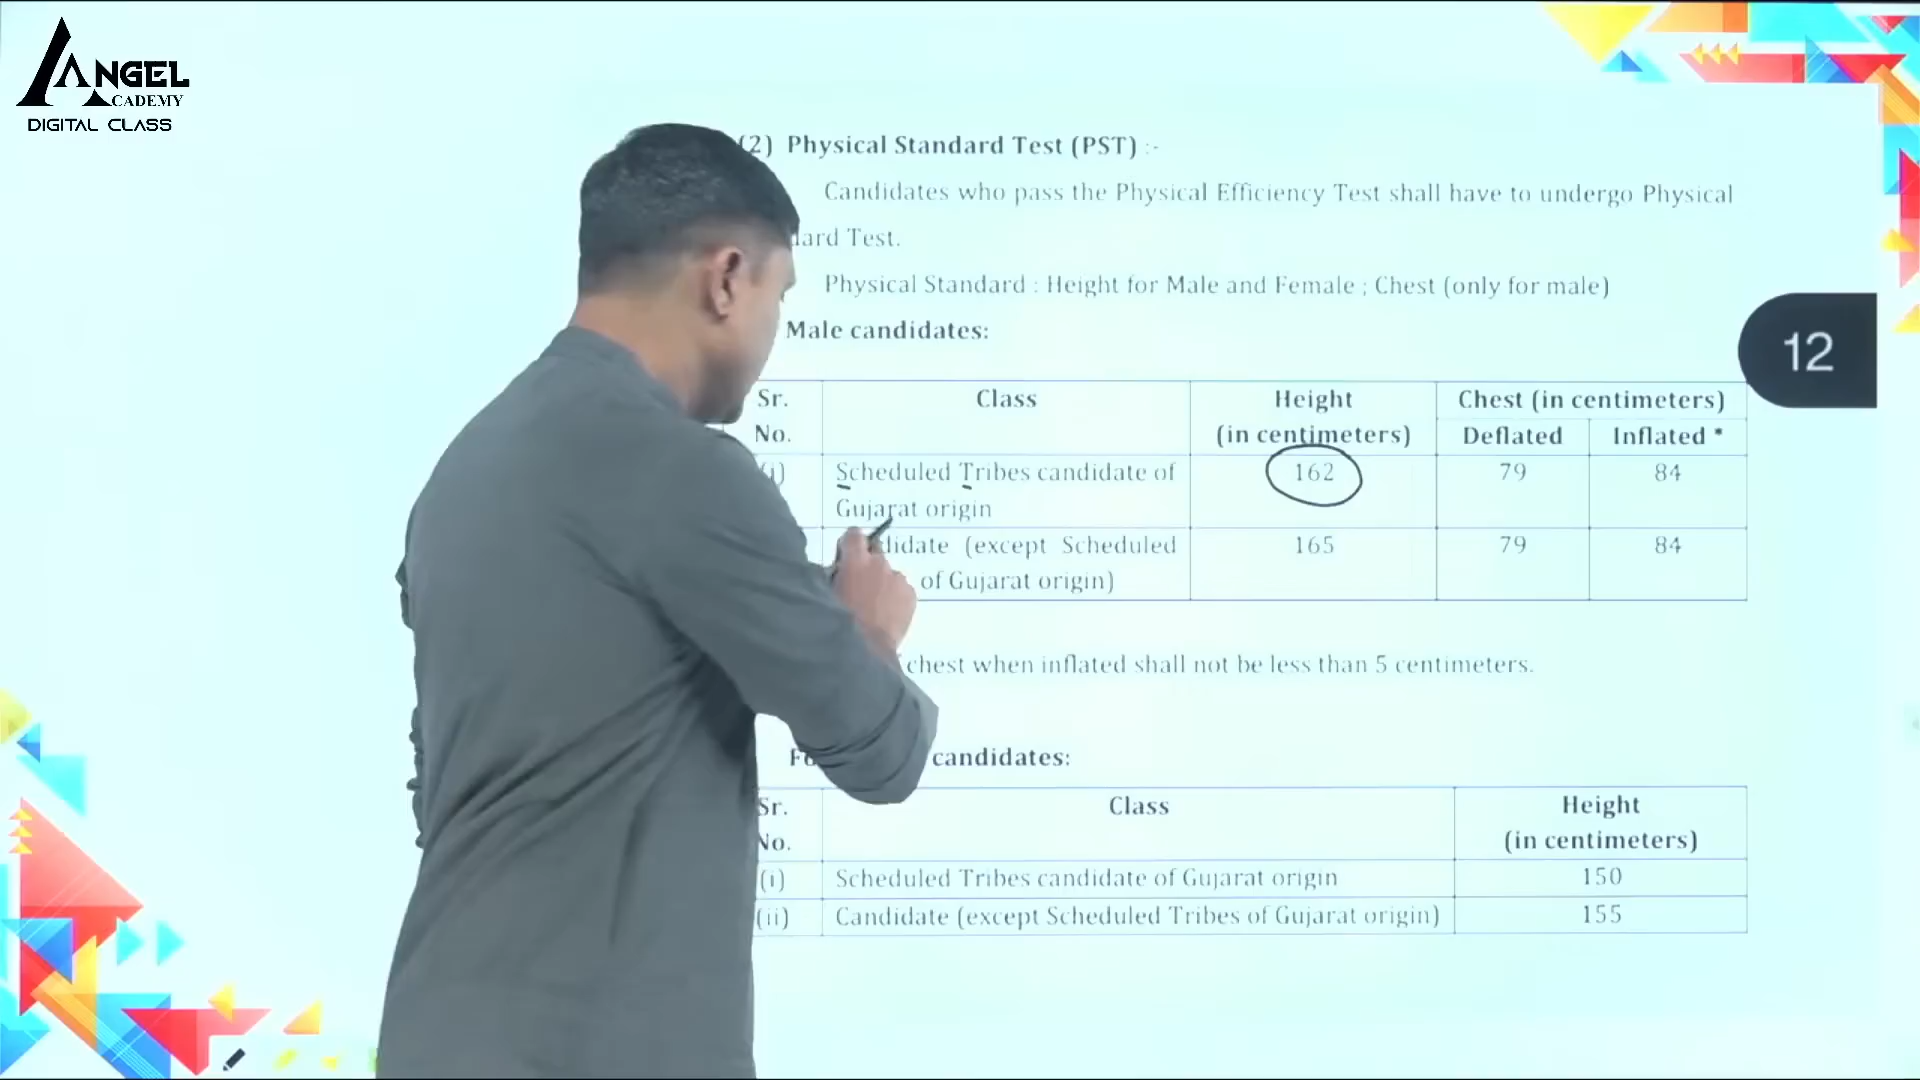 ANGEL
ACADEMY
DIGITAL CLASS
(2) Physical Standard Test (PST) :-
Candidates who pass the Physical Efficiency Test shall have to undergo Physical
Test.
Physical Standard : Height for Male and Female ; Chest (only for male)
Male candidates:
12
Sr. No. Class Height (in centimeters) Chest (in centimeters)
Deflated Inflated *
(i) Scheduled Tribes candidate of Gujarat origin 162 79 84
(except Scheduled of Gujarat origin) 165 79 84
chest when inflated shall not be less than 5 centimeters.
candidates:
Sr. No. Class Height (in centimeters)
(i) Scheduled Tribes candidate of Gujarat origin 150
(ii) Candidate (except Scheduled Tribes of Gujarat origin) 155